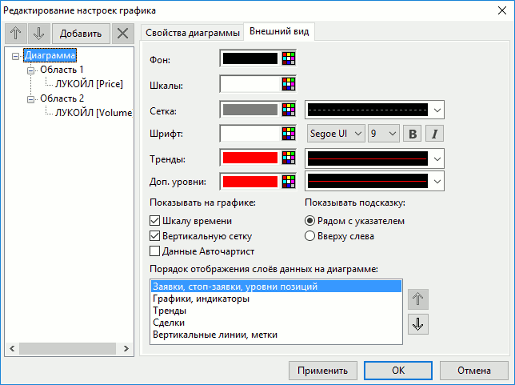 Редактирование настроек графика
Добавить
Диаграмма
Область 1
ЛУКОЙЛ [Price]
Область 2
ЛУКОЙЛ [Volume
Свойства диаграммы
Внешний вид
Фон:
Шкалы:
Сетка:
Шрифт: Segoe UI 9 B I
Тренды:
Доп. уровни:
Показывать на графике: Показывать подсказку:
Шкалу времени Рядом с указателем
Вертикальную сетку Вверху слева
Данные Авточартист
Порядок отображения слоёв данных на диаграмме:
Заявки, стоп-заявки, уровни позиций
Графики, индикаторы
Тренды
Сделки
Вертикальные линии, метки
Применить OK Отмена